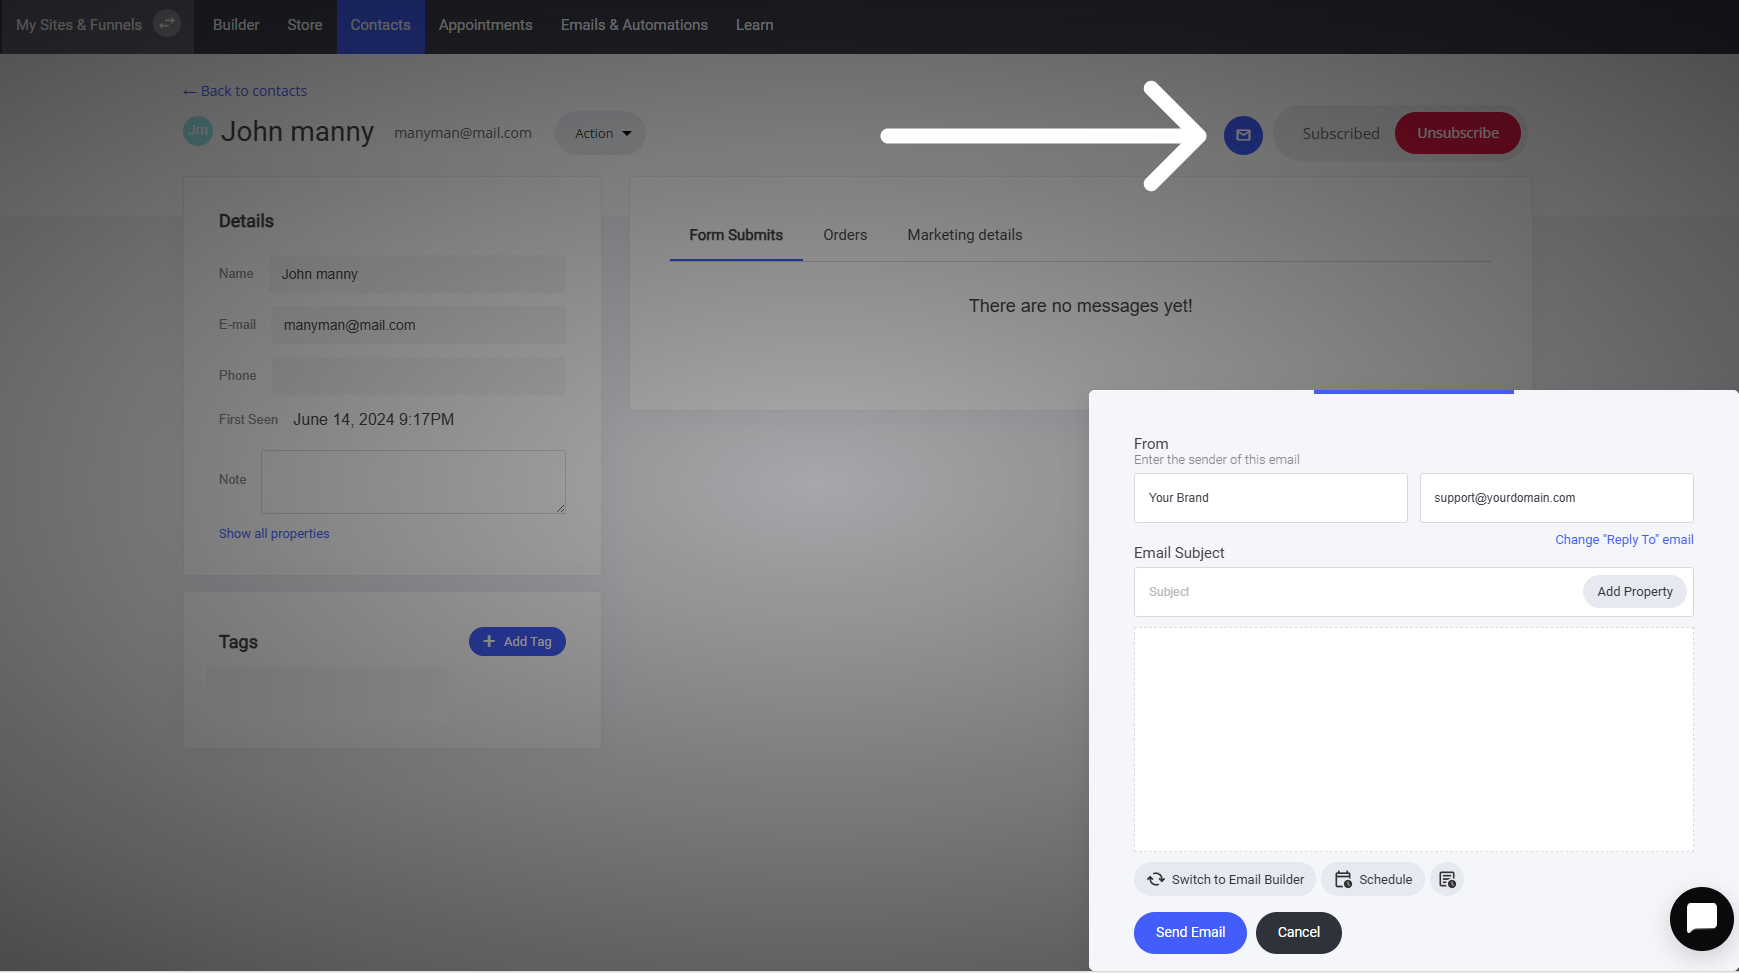 My Sites & Funnels Builder Store Contacts Appointments Emails & Automations Learn
← Back to contacts
Jm John manny manyman@mail.com Action Subscribed Unsubscribe
Details
Name John manny
E-mail manyman@mail.com
Phone
First Seen June 14, 2024 9:17PM
Note
Show all properties
Tags + Add Tag
Form Submits Orders Marketing details
There are no messages yet!
From
Enter the sender of this email
Your Brand support@yourdomain.com
Change "Reply To" email
Email Subject
Subject Add Property
Switch to Email Builder Schedule
Send Email Cancel